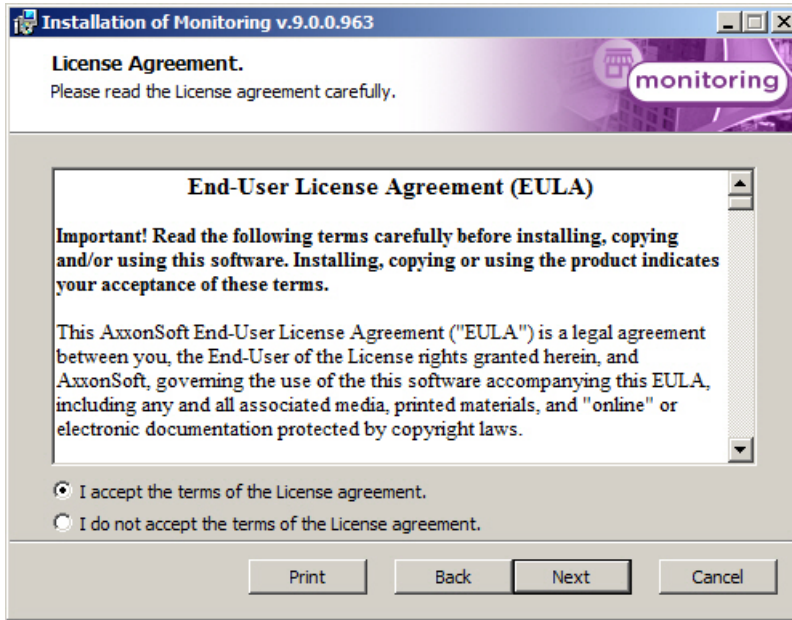 Installation of Monitoring v.9.0.0.963
License Agreement.
Please read the License agreement carefully.
monitoring
End-User License Agreement (EULA)
Important! Read the following terms carefully before installing, copying
and/or using this software. Installing, copying or using the product indicates
your acceptance of these terms.
This AxxonSoft End-User License Agreement ("EULA") is a legal agreement
between you, the End-User of the License rights granted herein, and
AxxonSoft, governing the use of the this software accompanying this EULA,
including any and all associated media, printed materials, and "online" or
electronic documentation protected by copyright laws.
I accept the terms of the License agreement.
I do not accept the terms of the License agreement.
Print Back Next Cancel